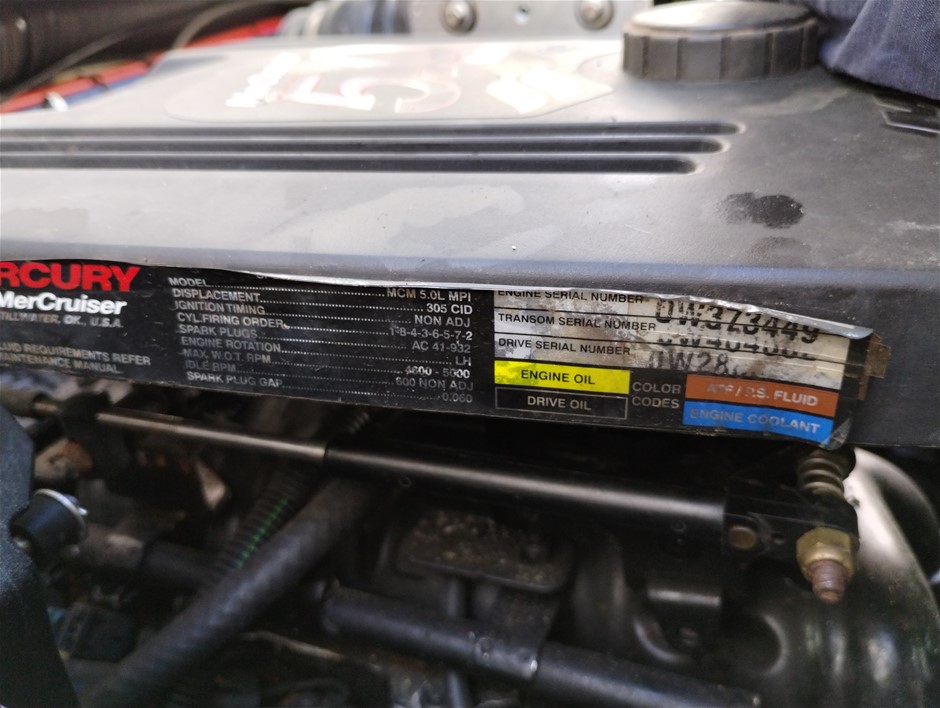 RCURY
MerCruiser
STILLWATER, OK., U.S.A.
LUID REQUIREMENTS REFER
MAINTENANCE MANUAL.
MODEL MCM 5.0L MPI
DISPLACEMENT 305 CID
IGNITION TIMING NON ADJ
CYL.FIRING ORDER 1-8-4-3-6-5-7-2
SPARK PLUGS AC 41-932
ENGINE ROTATION LH
MAX. W.O.T. RPM 4600 - 5000
IDLE RPM 600 NON ADJ
SPARK PLUG GAP 0.060
ENGINE SERIAL NUMBER 0W373449
TRANSOM SERIAL NUMBER
DRIVE SERIAL NUMBER 0W28
ENGINE OIL
DRIVE OIL
COLOR
CODES
ATF / P.S. FLUID
ENGINE COOLANT